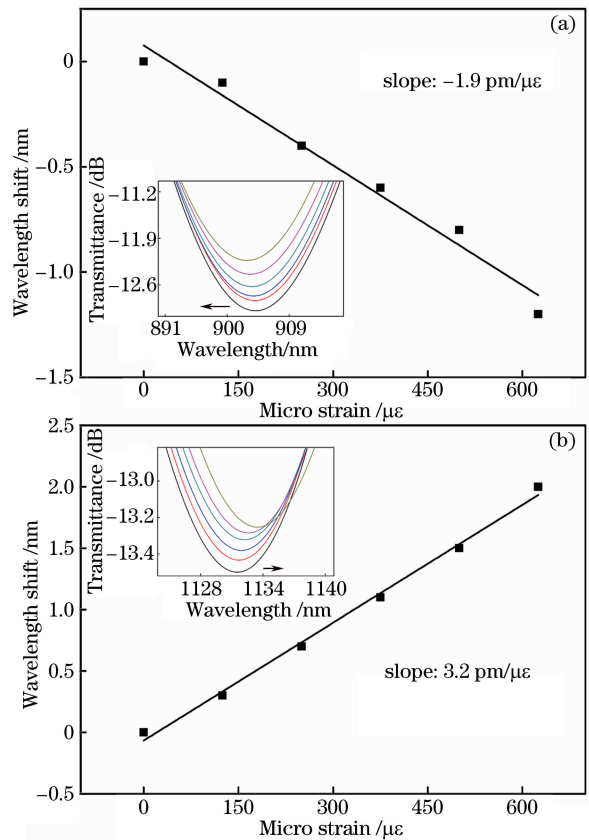 (a)
0
−0.5
−1.0
−1.5
Wavelength shift /nm
slope: −1.9 pm/με
−11.2
−11.9
−12.6
Transmittance /dB
891 900 909
Wavelength/nm
0 150 300 450 600
Micro strain /με
(b)
2.5
2.0
1.5
1.0
0.5
0
−0.5
Wavelength shift /nm
−13.0
−13.2
−13.4
Transmittance /dB
1128 1134 1140
Wavelength /nm
slope: 3.2 pm/με
0 150 300 450 600
Micro strain /με